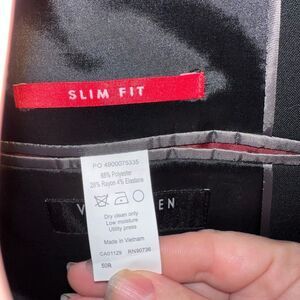 SLIM FIT
PO 4900075335
68% Polyester
28% Rayon 4% Elastane
Dry clean only
Low moisture
Utility press
Made in Vietnam
CA01129 RN90736
50R